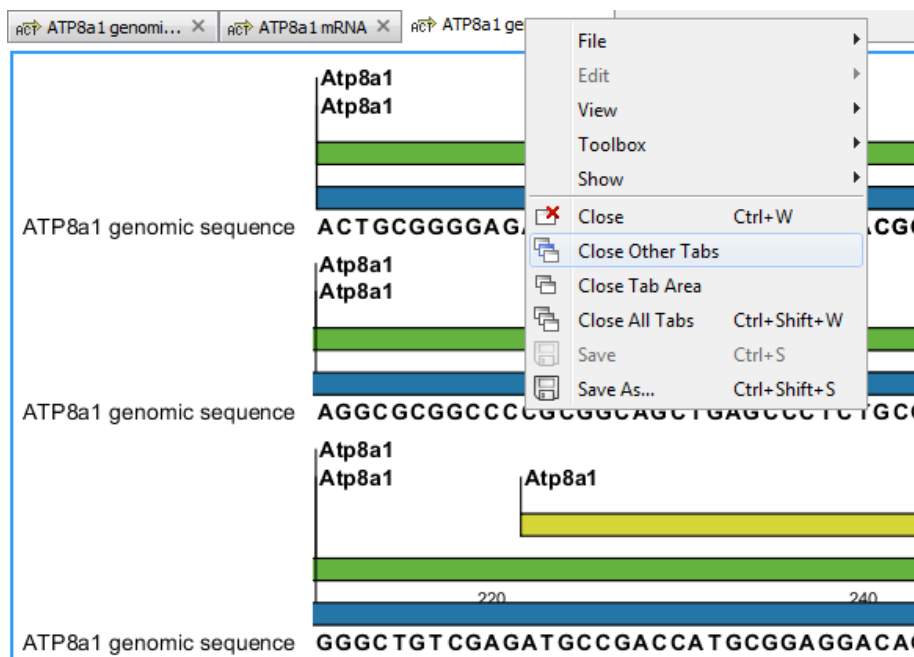 ATP8a1 genomi...
ATP8a1 mRNA
ATP8a1 ge
File
Edit
View
Toolbox
Show
Close Ctrl+W
Close Other Tabs
Close Tab Area
Close All Tabs Ctrl+Shift+W
Save Ctrl+S
Save As... Ctrl+Shift+S
Atp8a1
Atp8a1
ATP8a1 genomic sequence ACTGCGGGGAG ACG
Atp8a1
Atp8a1
ATP8a1 genomic sequence AGGCGCGGCCCCGCGGCAGCTGAGCCCTCTGC
Atp8a1
Atp8a1 Atp8a1
220 240
ATP8a1 genomic sequence GGGCTGTCGAGATGCCGACCATGCGGAGGACA